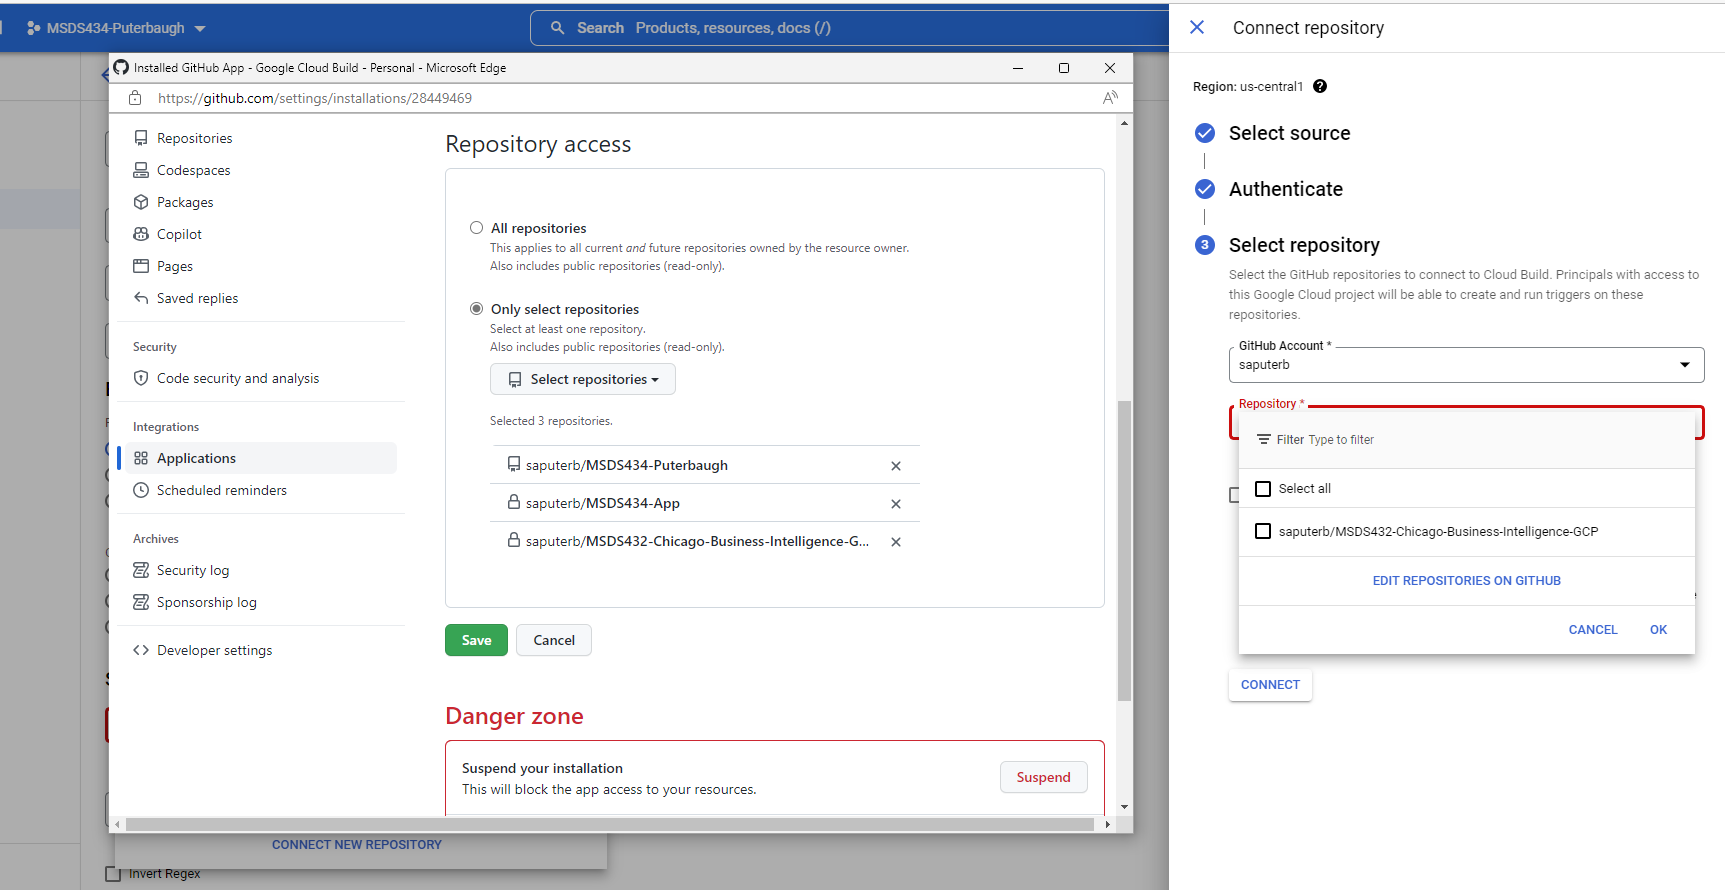 MSDS434-Puterbaugh
Search Products, resources, docs (/)
Installed GitHub App - Google Cloud Build - Personal - Microsoft Edge
https://github.com/settings/installations/28449469
Repositories
Codespaces
Packages
Copilot
Pages
Saved replies
Security
Code security and analysis
Integrations
Applications
Scheduled reminders
Archives
Security log
Sponsorship log
Developer settings
Repository access
All repositories
This applies to all current and future repositories owned by the resource owner.
Also includes public repositories (read-only).
Only select repositories
Select at least one repository.
Also includes public repositories (read-only).
Select repositories
Selected 3 repositories.
saputerb/MSDS434-Puterbaugh
saputerb/MSDS434-App
saputerb/MSDS432-Chicago-Business-Intelligence-G...
Save Cancel
Danger zone
Suspend your installation
This will block the app access to your resources.
Suspend
CONNECT NEW REPOSITORY
Invert Regex
Connect repository
Region: us-central1
Select source
Authenticate
3 Select repository
Select the GitHub repositories to connect to Cloud Build. Principals with access to
this Google Cloud project will be able to create and run triggers on these
repositories.
GitHub Account *
saputerb
Repository *
Filter Type to filter
Select all
saputerb/MSDS432-Chicago-Business-Intelligence-GCP
EDIT REPOSITORIES ON GITHUB
CANCEL OK
CONNECT